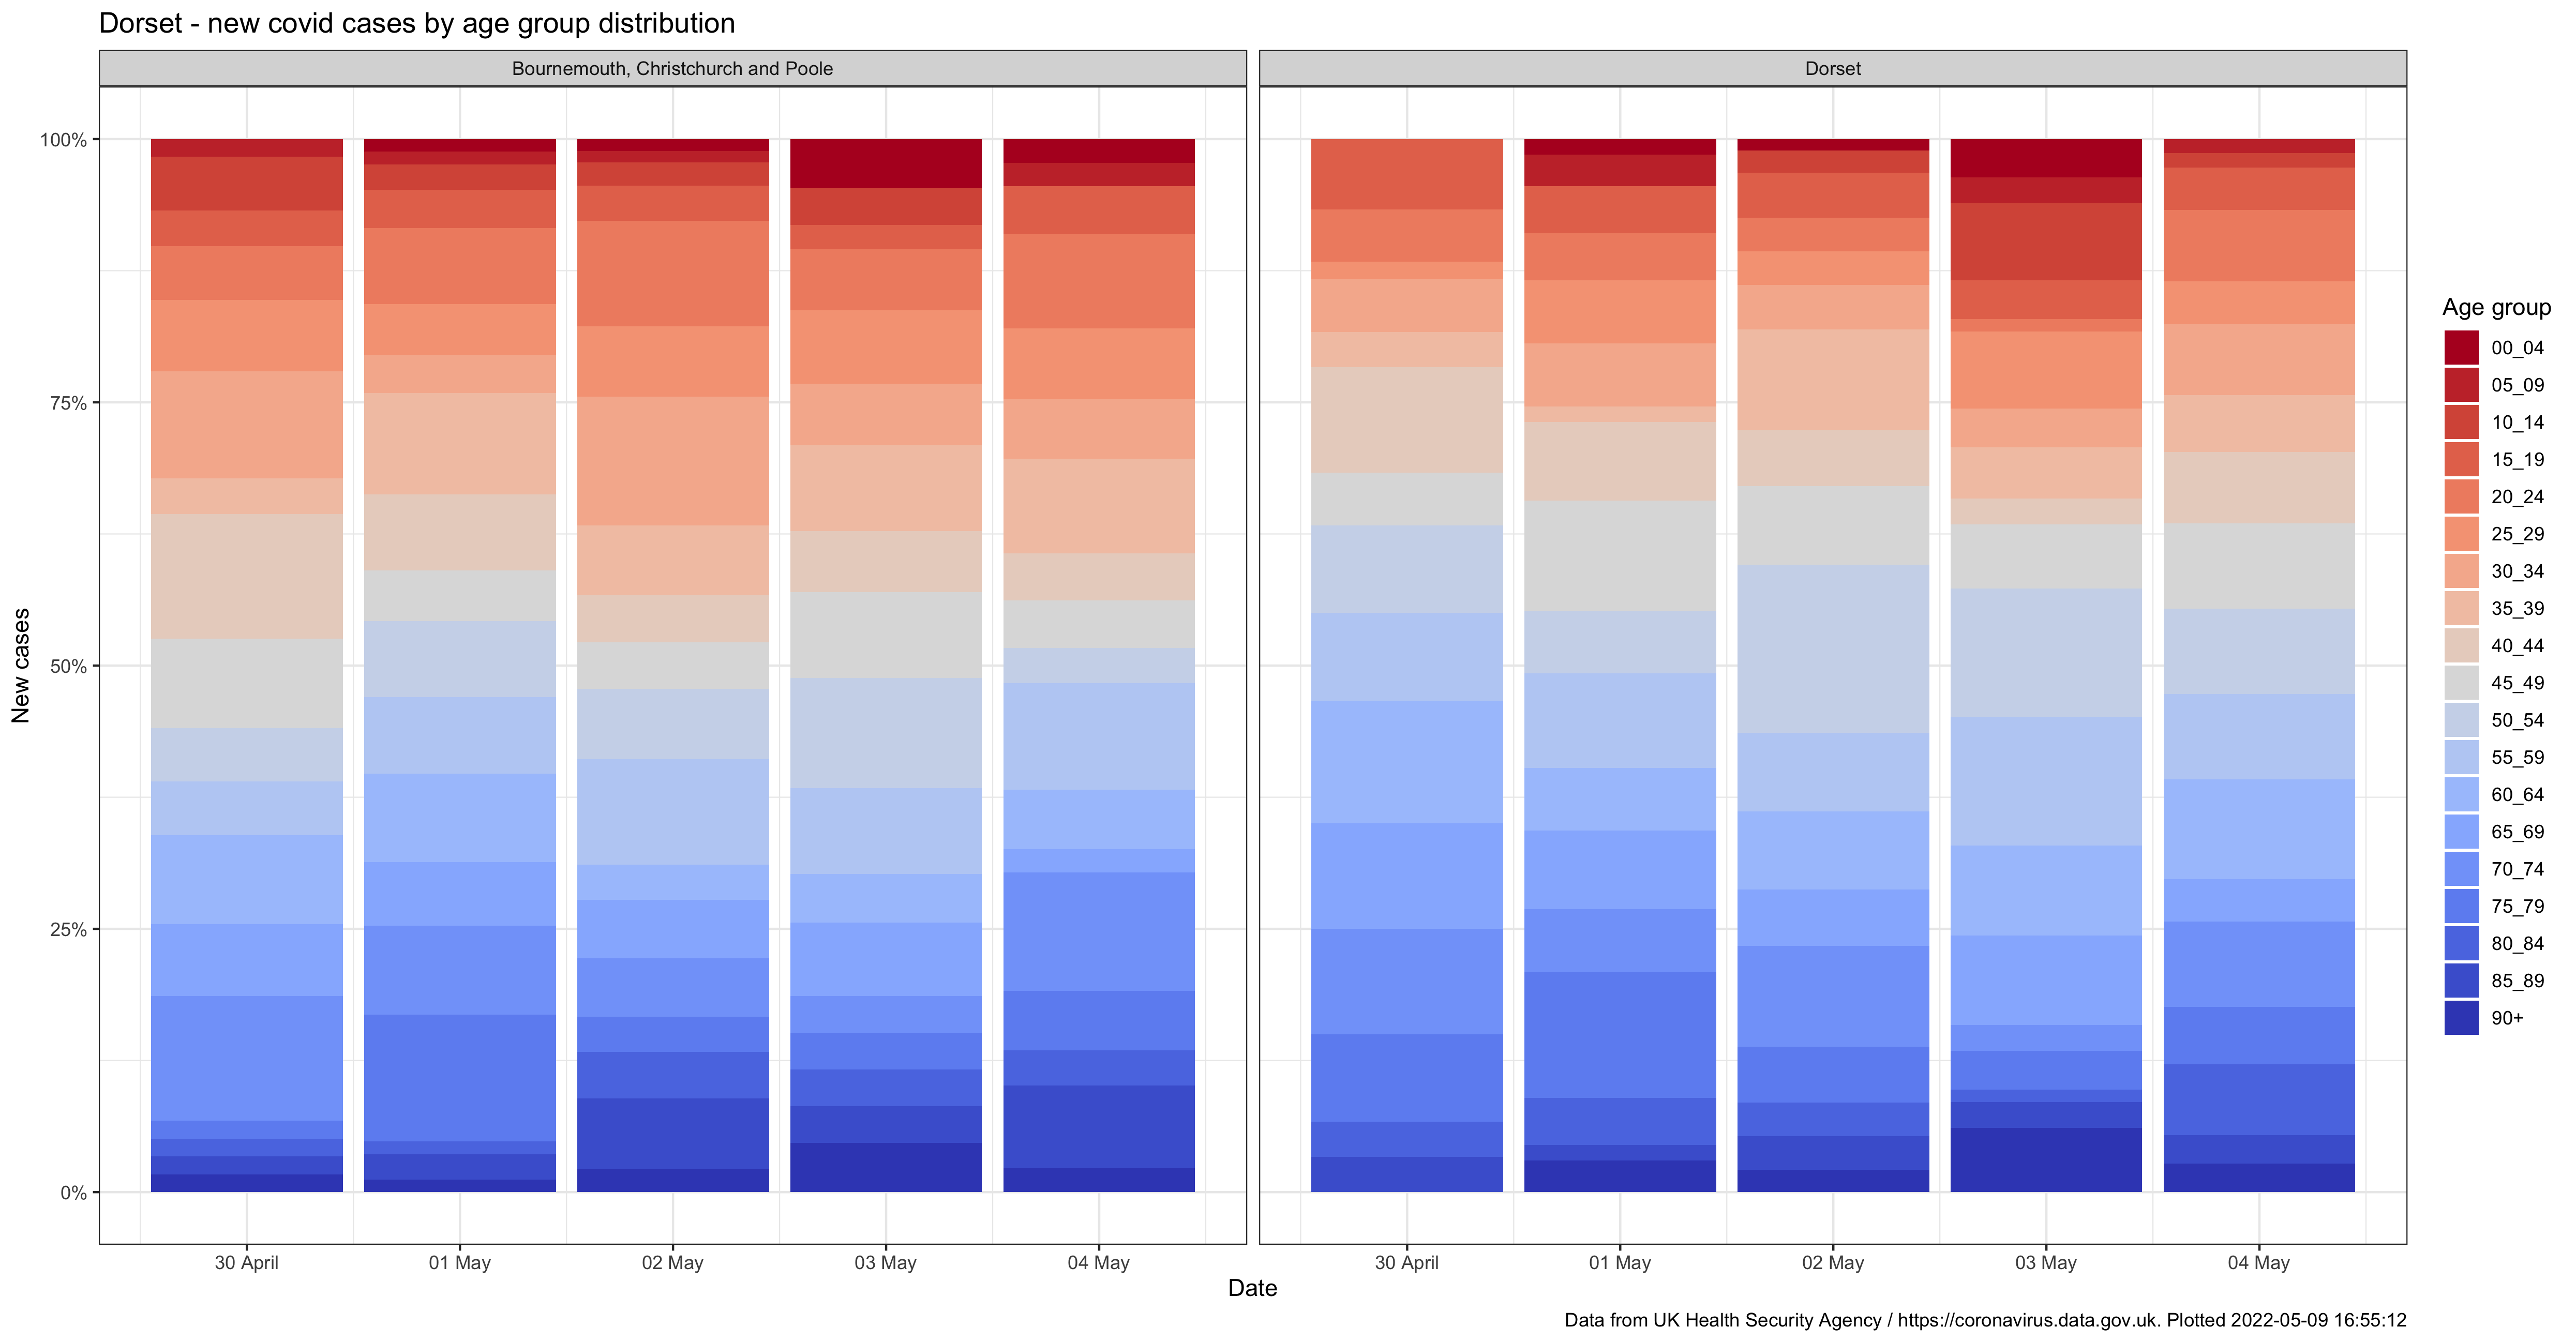 Dorset - new covid cases by age group distribution
Bournemouth, Christchurch and Poole
Dorset
100%
75%
50%
25%
0%
New cases
30 April
01 May
02 May
03 May
04 May
30 April
01 May
02 May
03 May
04 May
Date
Age group
00_04
05_09
10_14
15_19
20_24
25_29
30_34
35_39
40_44
45_49
50_54
55_59
60_64
65_69
70_74
75_79
80_84
85_89
90+
Data from UK Health Security Agency / https://coronavirus.data.gov.uk. Plotted 2022-05-09 16:55:12